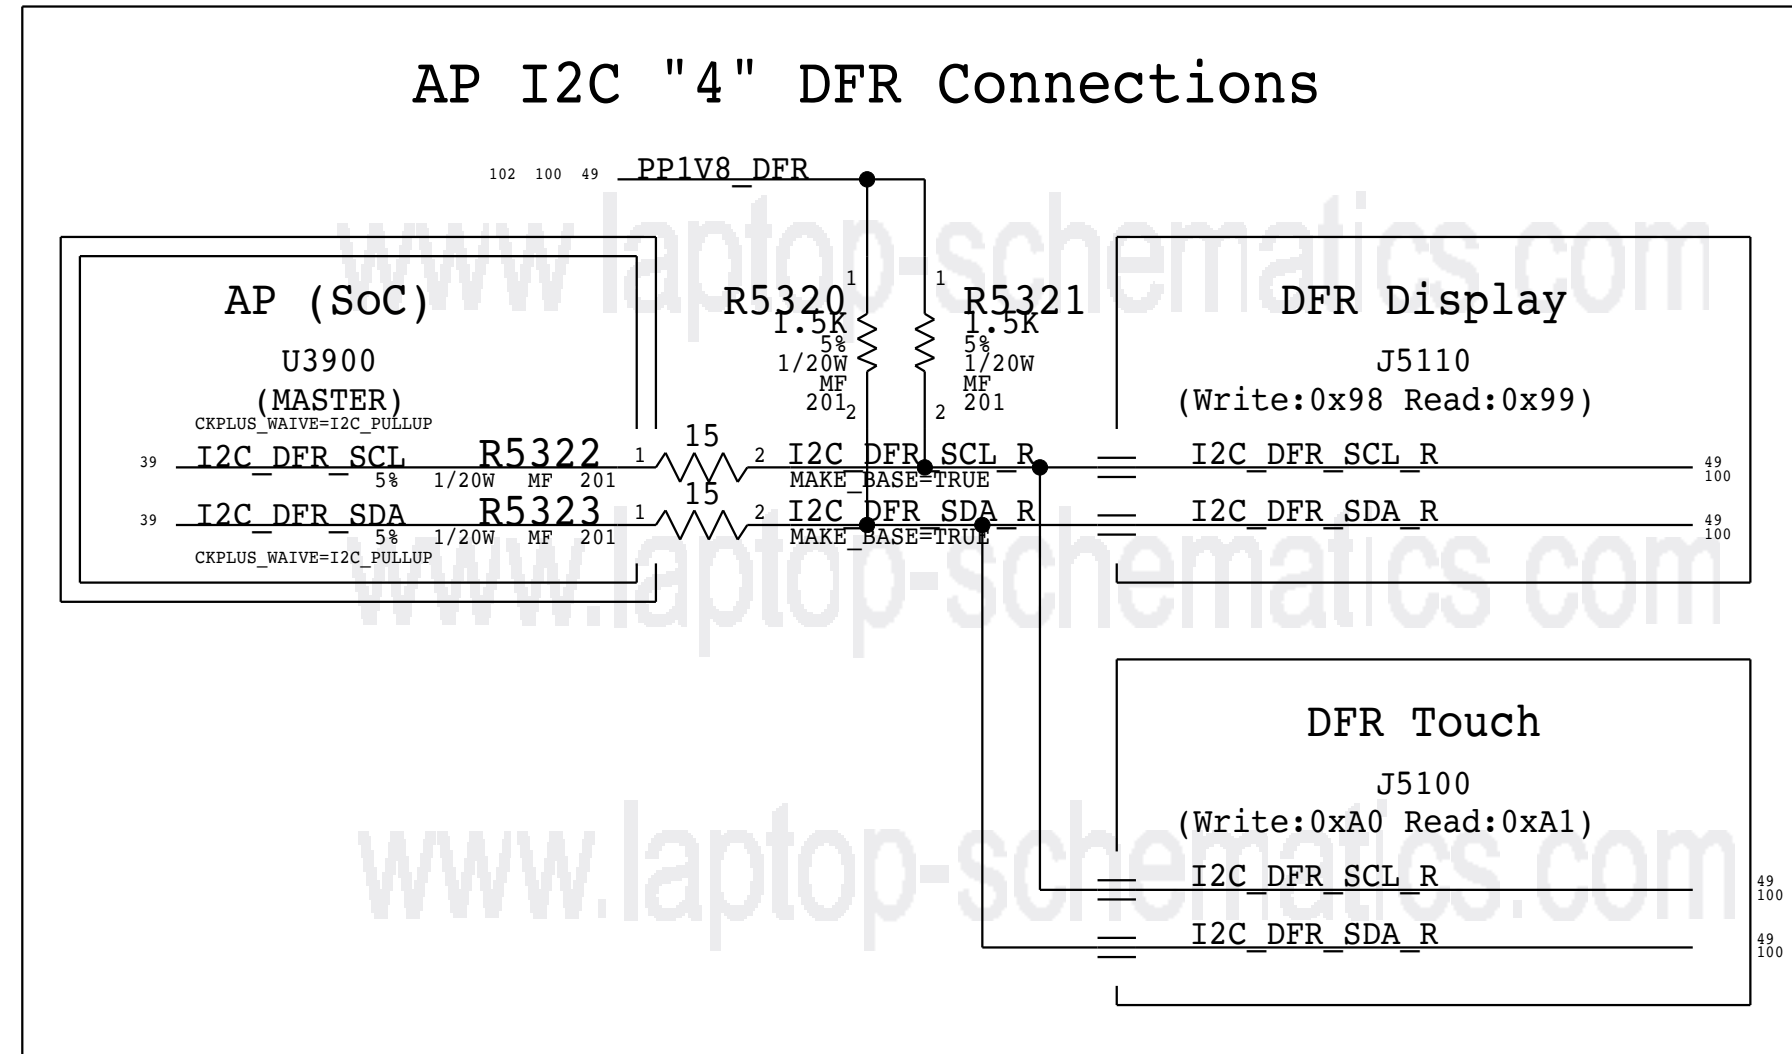 AP I2C "4" DFR Connections
102 100 49 PP1V8_DFR
www.laptop-schematics.com
AP (SoC)
U3900
(MASTER)
CKPLUS_WAIVE=I2C_PULLUP
39 I2C_DFR_SCL R5322 1 15 2 I2C_DFR_SCL_R
5% 1/20W MF 201
MAKE_BASE=TRUE
39 I2C_DFR_SDA R5323 1 15 2 I2C_DFR_SDA_R
5% 1/20W MF 201
MAKE_BASE=TRUE
CKPLUS_WAIVE=I2C_PULLUP
R5320
1
1.5K
5%
1/20W
MF
201
2
1
R5321
1.5K
5%
1/20W
MF
201
2
DFR Display
J5110
(Write:0x98 Read:0x99)
I2C_DFR_SCL_R 49
100
I2C_DFR_SDA_R 49
100
www.laptop-schematics.com
DFR Touch
J5100
(Write:0xA0 Read:0xA1)
www.laptop-schematics.com
I2C_DFR_SCL_R 49
100
I2C_DFR_SDA_R 49
100